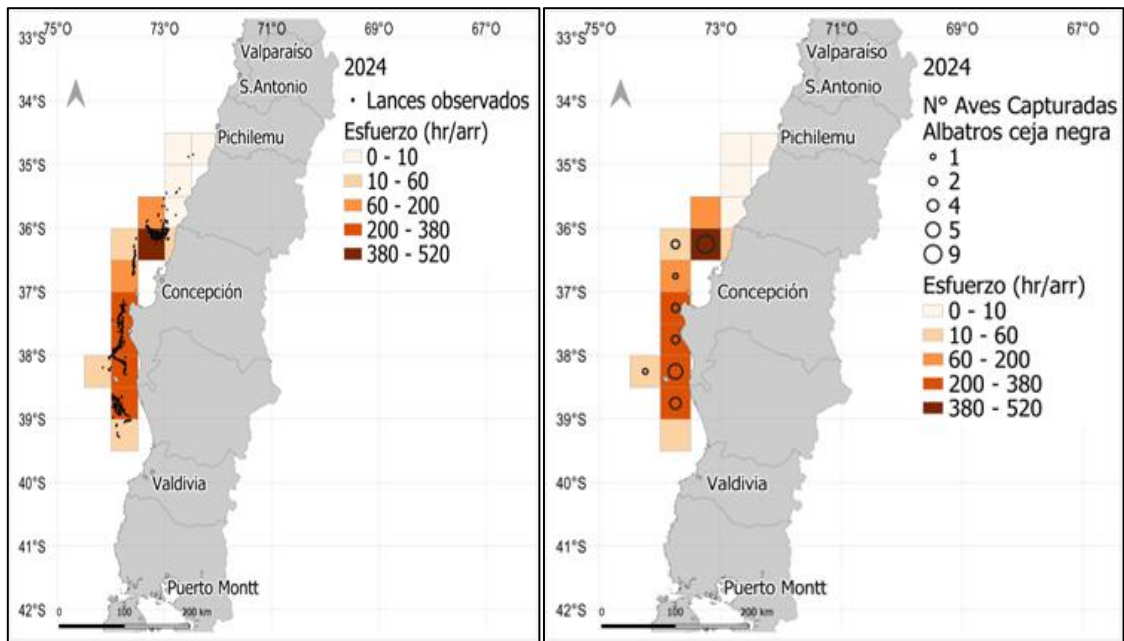 75°O 73°O 71°O 69°O 67°O
33°S
34°S
35°S
36°S
37°S
38°S
39°S
40°S
41°S
42°S
Valparaíso
S.Antonio
Pichilemu
Concepción
Valdivia
Puerto Montt
2024
Lances observados
Esfuerzo (hr/arr)
0 - 10
10 - 60
60 - 200
200 - 380
380 - 520
0 100 200 km
75°O 73°O 71°O 69°O 67°O
33°S
34°S
35°S
36°S
37°S
38°S
39°S
40°S
41°S
42°S
Valparaíso
S.Antonio
Pichilemu
Concepción
Valdivia
Puerto Montt
2024
N° Aves Capturadas
Albatros ceja negra
1
2
4
5
9
Esfuerzo (hr/arr)
0 - 10
10 - 60
60 - 200
200 - 380
380 - 520
0 100 200 km